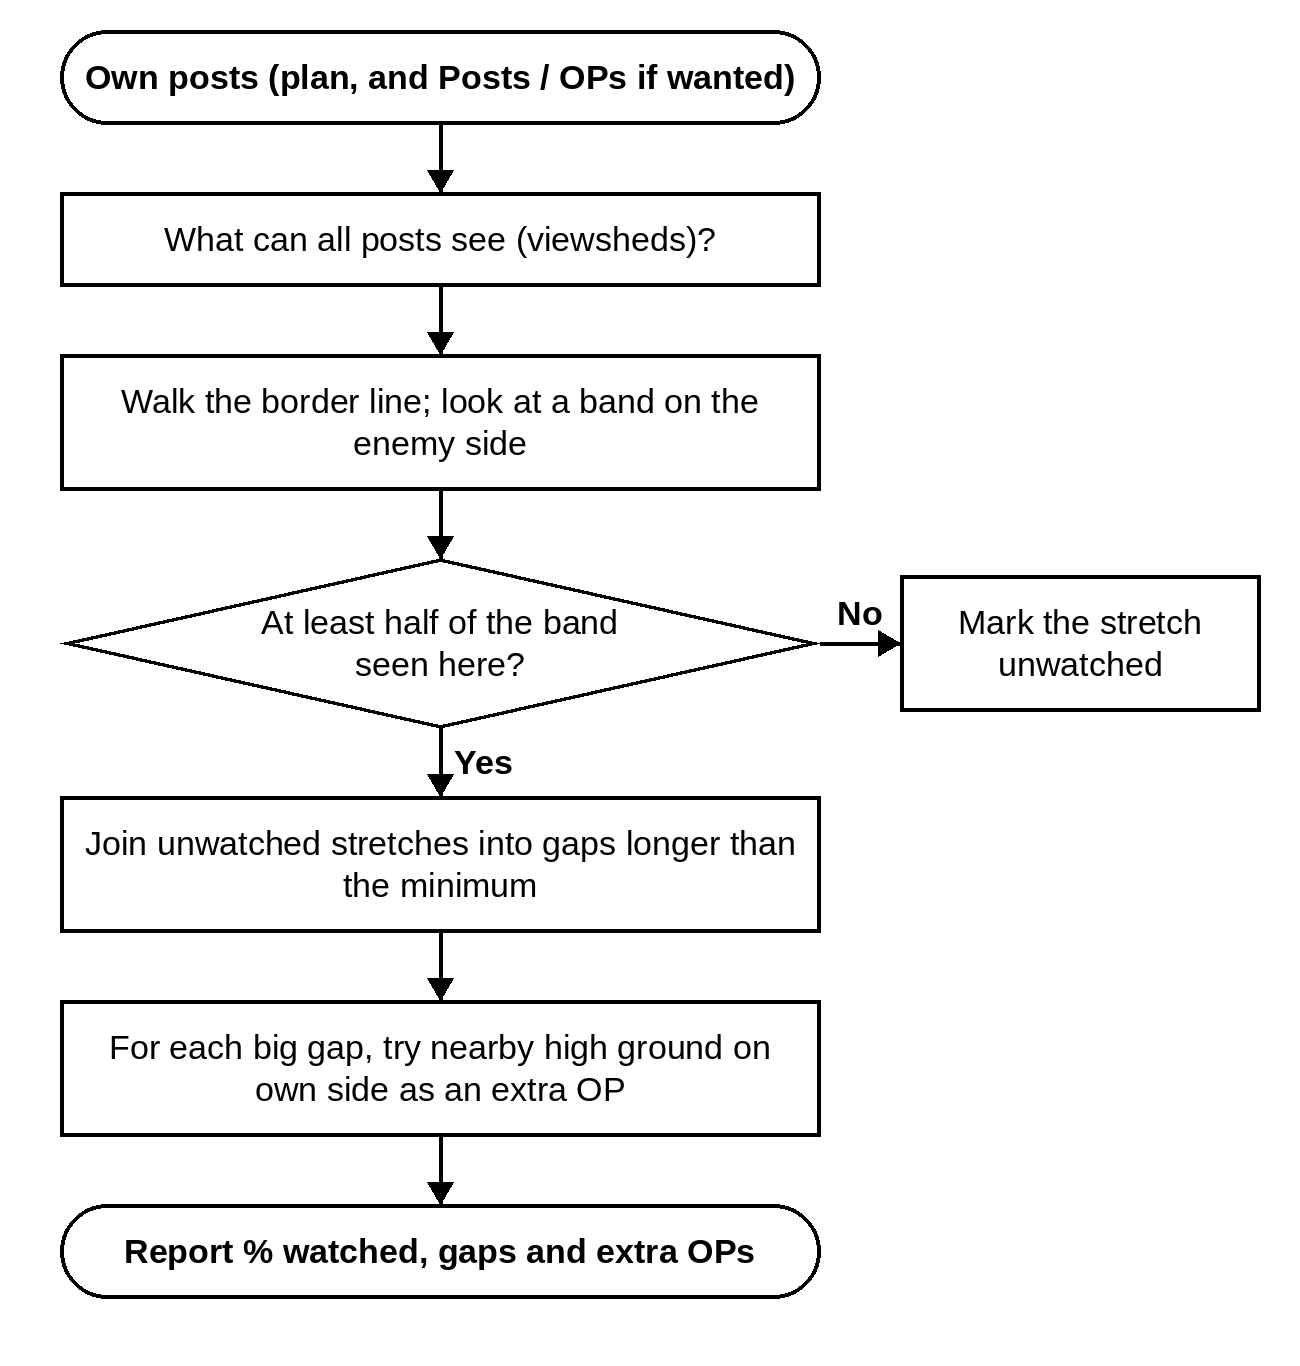 Own posts (plan, and Posts / OPs if wanted)
What can all posts see (viewsheds)?
Walk the border line; look at a band on the
enemy side
At least half of the band
seen here?
No
Mark the stretch
unwatched
Yes
Join unwatched stretches into gaps longer than
the minimum
For each big gap, try nearby high ground on
own side as an extra OP
Report % watched, gaps and extra OPs